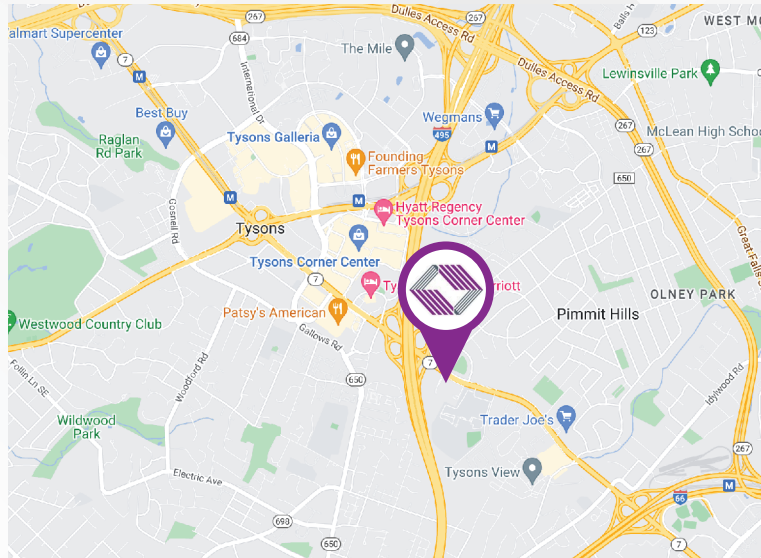 267
Dulles Access Rd
WEST MO
123
almart Supercenter
684
The Mile
7
M
Lewinsville Park
International Dr
Dulles Access Rd
Best Buy
Wegmans
267
Tysons Galleria
495
McLean High Schoo
Raglan
Rd Park
M
267
Founding
Farmers Tysons
650
M
M
Gosnell Rd
Hyatt Regency
Tysons Corner Center
Tysons
Great Falls S
Tysons Corner Center
7
Ty
rriott
OLNEY PARK
Patsy's American
Pimmit Hills
Westwood Country Club
Gallows Rd
7
Follin Ln SE
Woodford Rd
650
Idylwood Rd
Wildwood
Park
Trader Joe's
267
Electric Ave
Tysons View
M
66
698
650
7